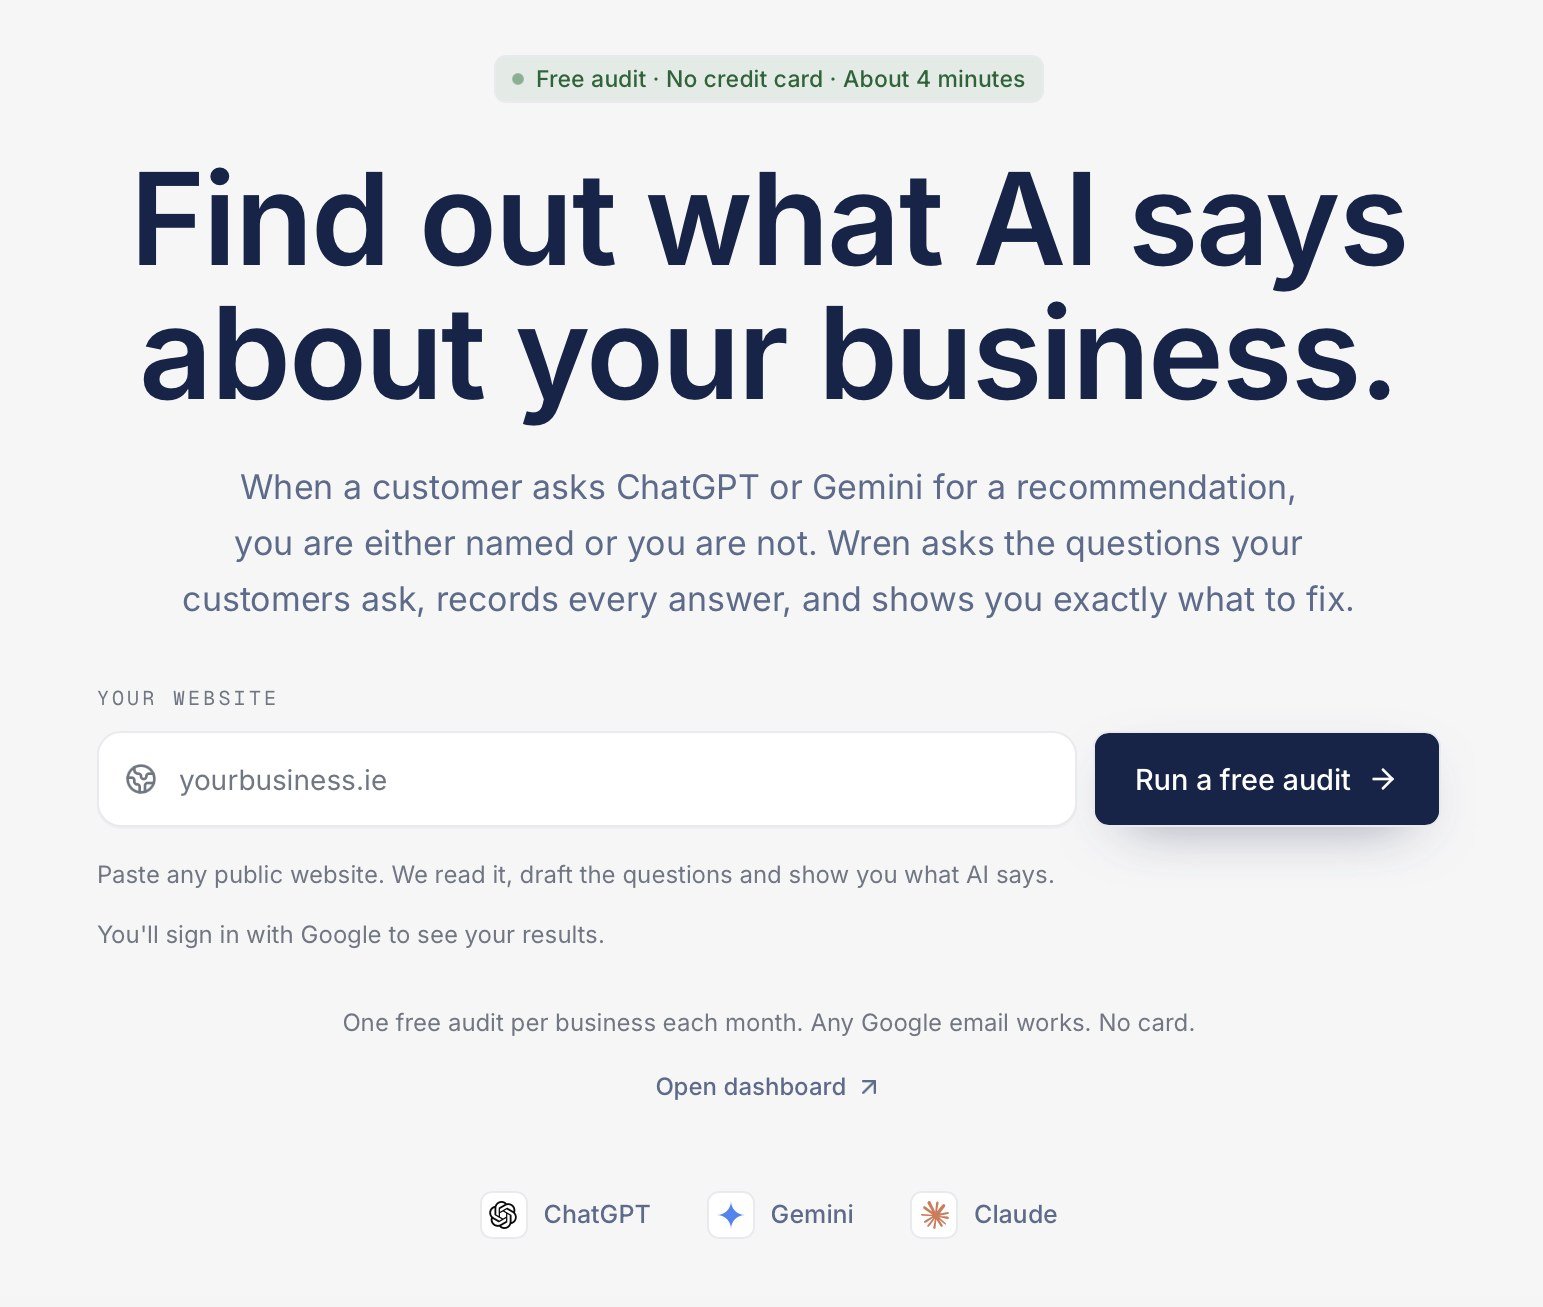 Free audit · No credit card · About 4 minutes
Find out what AI says
about your business.
When a customer asks ChatGPT or Gemini for a recommendation,
you are either named or you are not. Wren asks the questions your
customers ask, records every answer, and shows you exactly what to fix.
YOUR WEBSITE
yourbusiness.ie
Run a free audit →
Paste any public website. We read it, draft the questions and show you what AI says.
You'll sign in with Google to see your results.
One free audit per business each month. Any Google email works. No card.
Open dashboard ↗
ChatGPT Gemini Claude